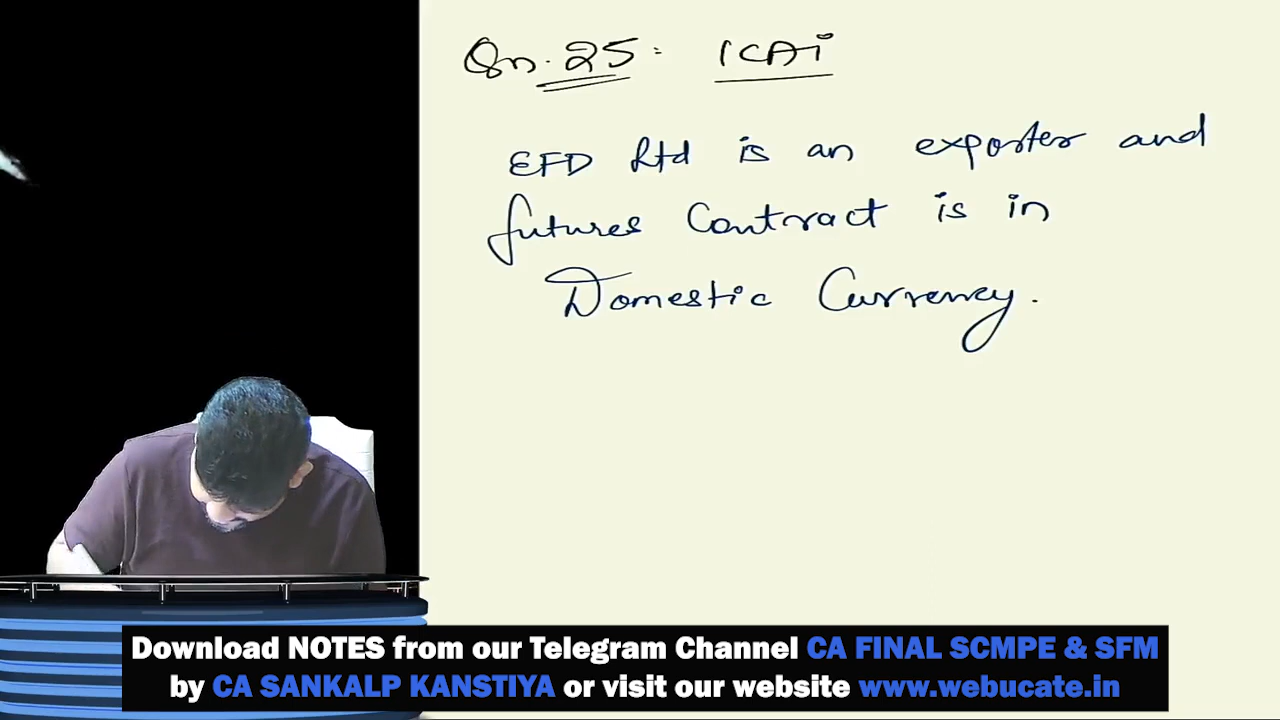 Qn. 25: ICAI
EFD Ltd is an exporter and
futures Contract is in
Domestic Currency.
Download NOTES from our Telegram Channel CA FINAL SCMPE & SFM
by CA SANKALP KANSTIYA or visit our website www.webucate.in